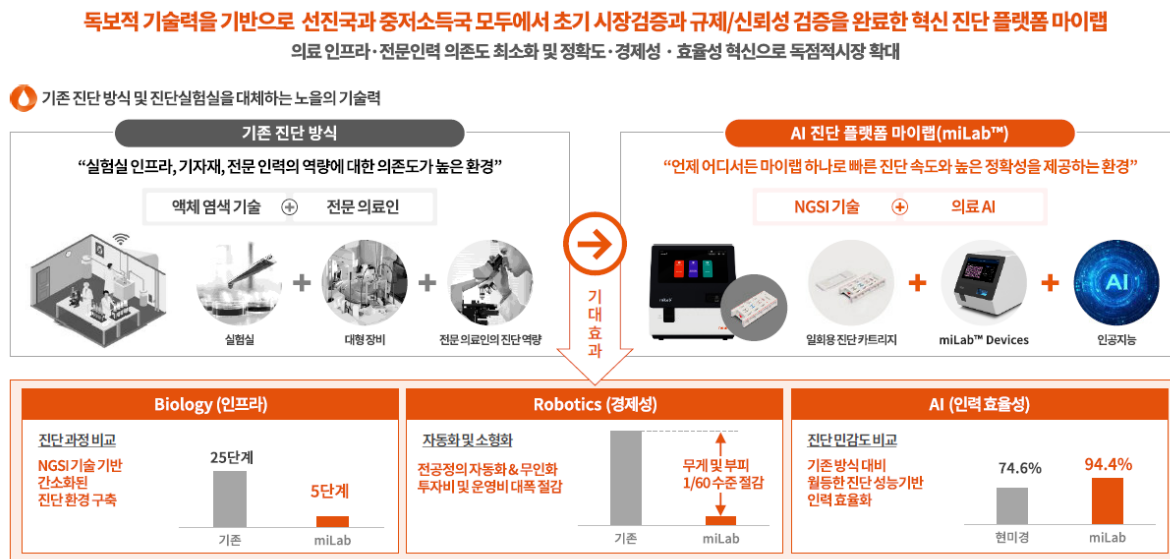 독보적 기술력을 기반으로 선진국과 중저소득국 모두에서 초기 시장검증과 규제/신뢰성 검증을 완료한 혁신 진단 플랫폼 마이랩
의료 인프라·전문인력 의존도 최소화 및 정확도·경제성 · 효율성 혁신으로 독점적시장 확대
기존 진단 방식 및 진단실험실을 대체하는 노을의 기술력
기존 진단 방식
“실험실 인프라, 기자재, 전문 인력의 역량에 대한 의존도가 높은 환경”
액체 염색 기술 + 전문 의료인
실험실 + 대형 장비 + 전문 의료인의 진단 역량
기대효과
AI 진단 플랫폼 마이랩(miLab™)
“언제 어디서든 마이랩 하나로 빠른 진단 속도와 높은 정확성을 제공하는 환경”
NGSI 기술 + 의료 AI
AI
일회용 진단 카트리지 + miLab™ Devices + 인공지능
Biology (인프라)
진단 과정 비교
NGSI 기술 기반
간소화된
진단 환경 구축
25단계
5단계
기존
miLab
Robotics (경제성)
자동화 및 소형화
전공정의 자동화 & 무인화
투자비 및 운영비 대폭 절감
무게 및 부피
1/60 수준 절감
기존
miLab
AI (인력 효율성)
진단 민감도 비교
기존 방식 대비
월등한 진단 성능기반
인력 효율화
74.6%
94.4%
현미경
miLab